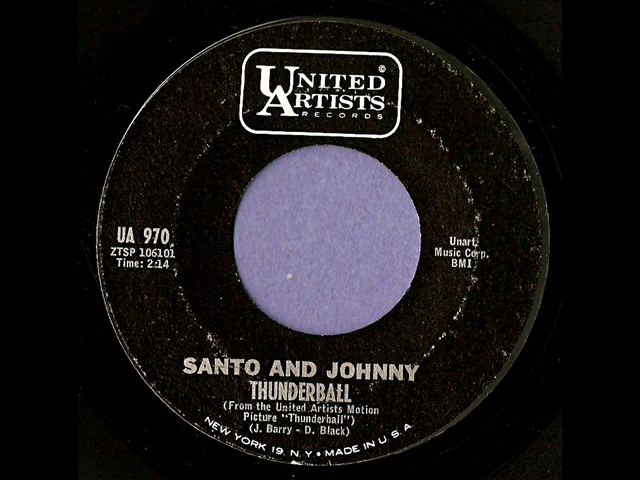 UNITED ©
ARTISTS
RECORDS
UA 970
ZTSP 106101
Time: 2:14
Unart
Music Corp.
BMI
SANTO AND JOHNNY
THUNDERBALL
(From the United Artists Motion
Picture "Thunderball")
(J. Barry - D. Black)
NEW YORK 19, N.Y • MADE IN U.S.A